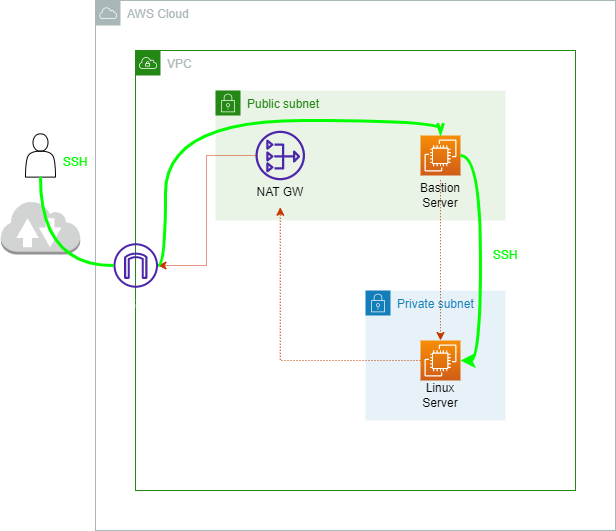 AWS Cloud
VPC
Public subnet
SSH
NAT GW
Bastion
Server
SSH
Private subnet
Linux
Server